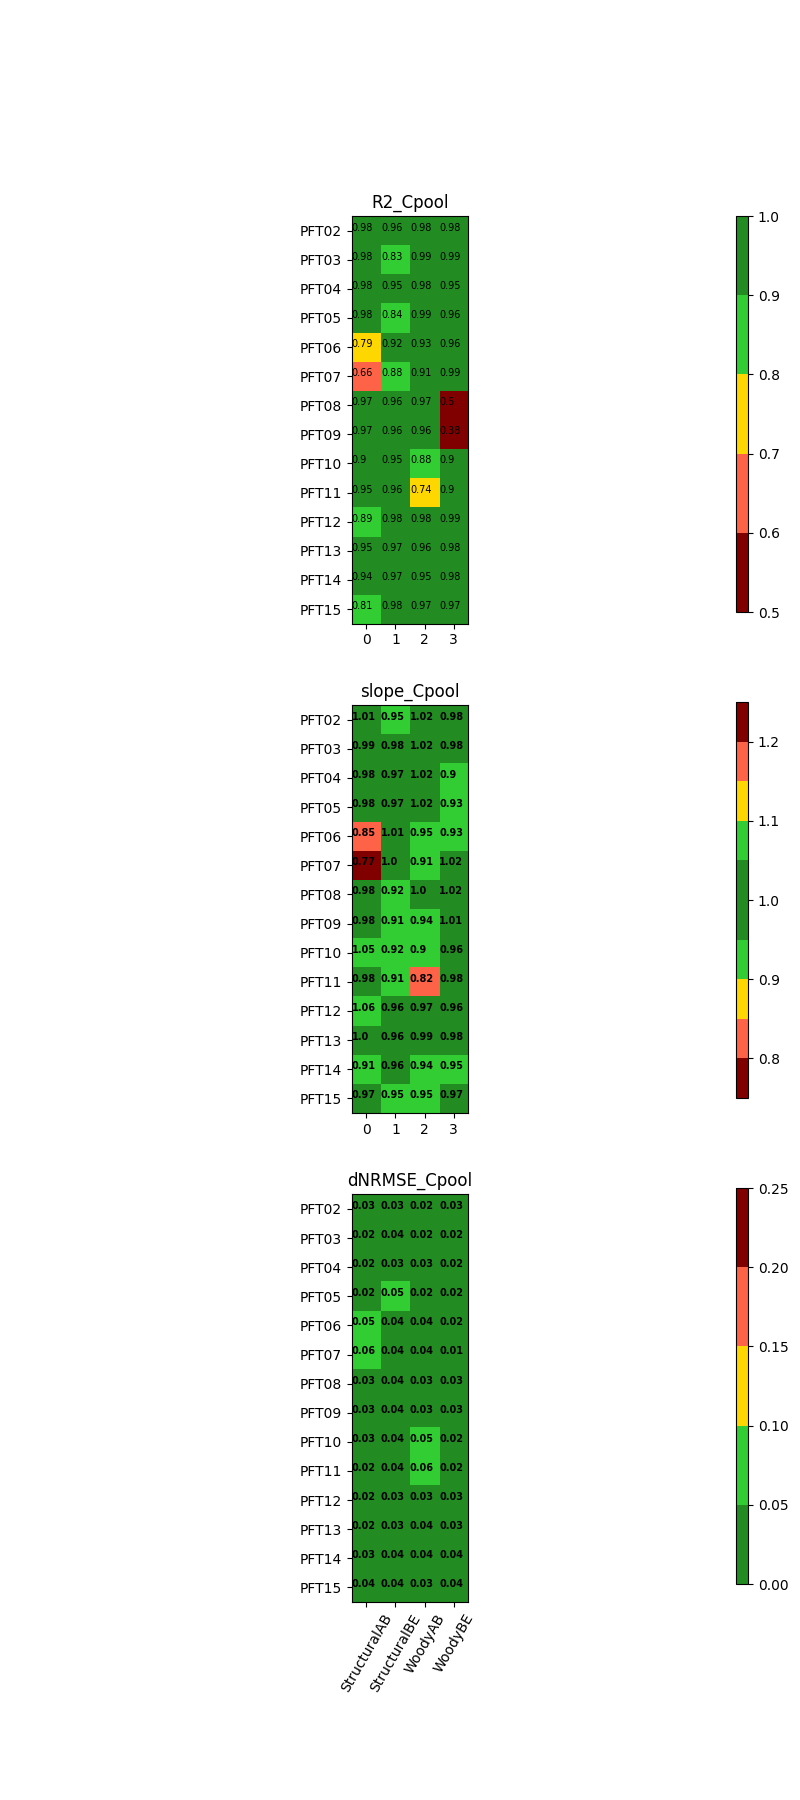 R2_Cpool
PFT02 0.98 0.96 0.98 0.98
PFT03 0.98 0.83 0.99 0.99
PFT04 0.98 0.95 0.98 0.95
PFT05 0.98 0.84 0.99 0.96
PFT06 0.79 0.92 0.93 0.96
PFT07 0.66 0.88 0.91 0.99
PFT08 0.97 0.96 0.97 0.5
PFT09 0.97 0.96 0.96 0.38
PFT10 0.9 0.95 0.88 0.9
PFT11 0.95 0.96 0.74 0.9
PFT12 0.89 0.98 0.98 0.99
PFT13 0.95 0.97 0.96 0.98
PFT14 0.94 0.97 0.95 0.98
PFT15 0.81 0.98 0.97 0.97
0 1 2 3
1.0
0.9
0.8
0.7
0.6
0.5
slope_Cpool
PFT02 1.01 0.95 1.02 0.98
PFT03 0.99 0.98 1.02 0.98
PFT04 0.98 0.97 1.02 0.9
PFT05 0.98 0.97 1.02 0.93
PFT06 0.85 1.01 0.95 0.93
PFT07 0.77 1.0 0.91 1.02
PFT08 0.98 0.92 1.0 1.02
PFT09 0.98 0.91 0.94 1.01
PFT10 1.05 0.92 0.9 0.96
PFT11 0.98 0.91 0.82 0.98
PFT12 1.06 0.96 0.97 0.96
PFT13 1.0 0.96 0.99 0.98
PFT14 0.91 0.96 0.94 0.95
PFT15 0.97 0.95 0.95 0.97
0 1 2 3
1.2
1.1
1.0
0.9
0.8
dNRMSE_Cpool
PFT02 0.03 0.03 0.02 0.03
PFT03 0.02 0.04 0.02 0.02
PFT04 0.02 0.03 0.03 0.02
PFT05 0.02 0.05 0.02 0.02
PFT06 0.05 0.04 0.04 0.02
PFT07 0.06 0.04 0.04 0.01
PFT08 0.03 0.04 0.03 0.03
PFT09 0.03 0.04 0.03 0.03
PFT10 0.03 0.04 0.05 0.02
PFT11 0.02 0.04 0.06 0.02
PFT12 0.02 0.03 0.03 0.03
PFT13 0.02 0.03 0.04 0.03
PFT14 0.03 0.04 0.04 0.04
PFT15 0.04 0.04 0.03 0.04
StructuralAB
StructuralBE
WoodyAB
WoodyBE
0.25
0.20
0.15
0.10
0.05
0.00